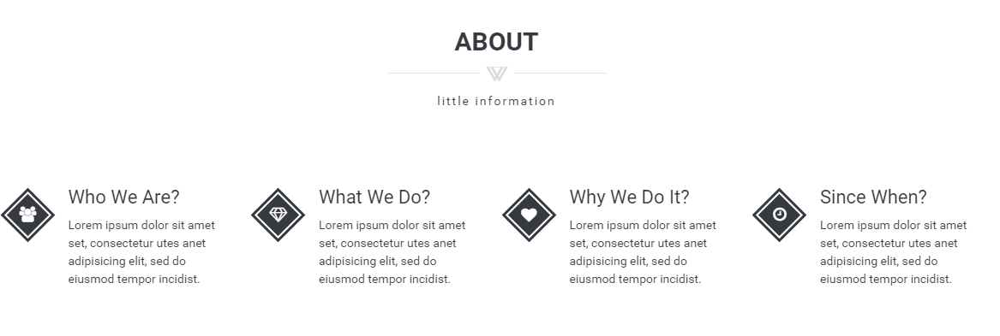 ABOUT
little information
Who We Are?
Lorem ipsum dolor sit amet
set, consectetur utes anet
adipisicing elit, sed do
eiusmod tempor incidist.
What We Do?
Lorem ipsum dolor sit amet
set, consectetur utes anet
adipisicing elit, sed do
eiusmod tempor incidist.
Why We Do It?
Lorem ipsum dolor sit amet
set, consectetur utes anet
adipisicing elit, sed do
eiusmod tempor incidist.
Since When?
Lorem ipsum dolor sit amet
set, consectetur utes anet
adipisicing elit, sed do
eiusmod tempor incidist.